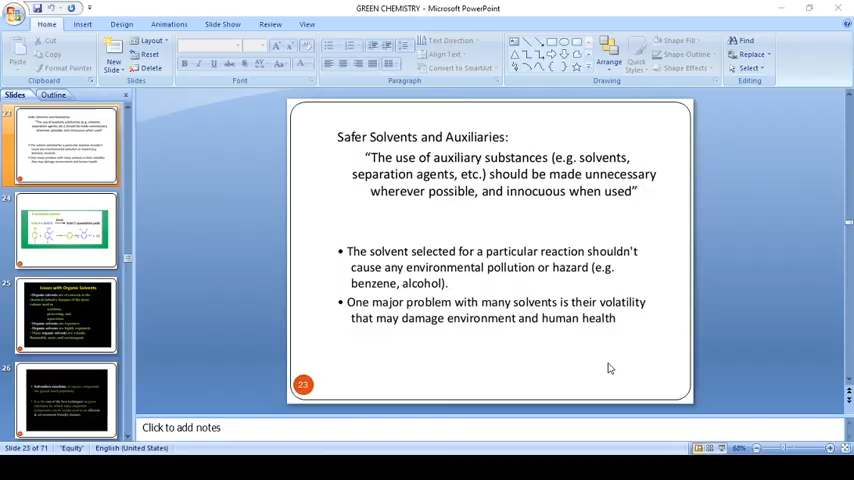 GREEN CHEMISTRY - PowerPoint
Home Insert Design Animations Slide Show Review View
Cut
Copy
Format Painter
Paste
Clipboard
New
Slide
Layout
Reset
Delete
Slides
Font
Text Direction
Align Text
Convert to SmartArt
Paragraph
Arrange
Quick
Styles
Shape Fill
Shape Outline
Shape Effects
Drawing
Find
Replace
Select
Editing
Slides Outline
23
24
25
Issues with Organic Solvents
26
Safer Solvents and Auxiliaries:
“The use of auxiliary substances (e.g. solvents,
separation agents, etc.) should be made unnecessary
wherever possible, and innocuous when used”
• The solvent selected for a particular reaction shouldn't
cause any environmental pollution or hazard (e.g.
benzene, alcohol).
• One major problem with many solvents is their volatility
that may damage environment and human health
23
Click to add notes
Slide 23 of 71 "Equity" English (United States) 68%